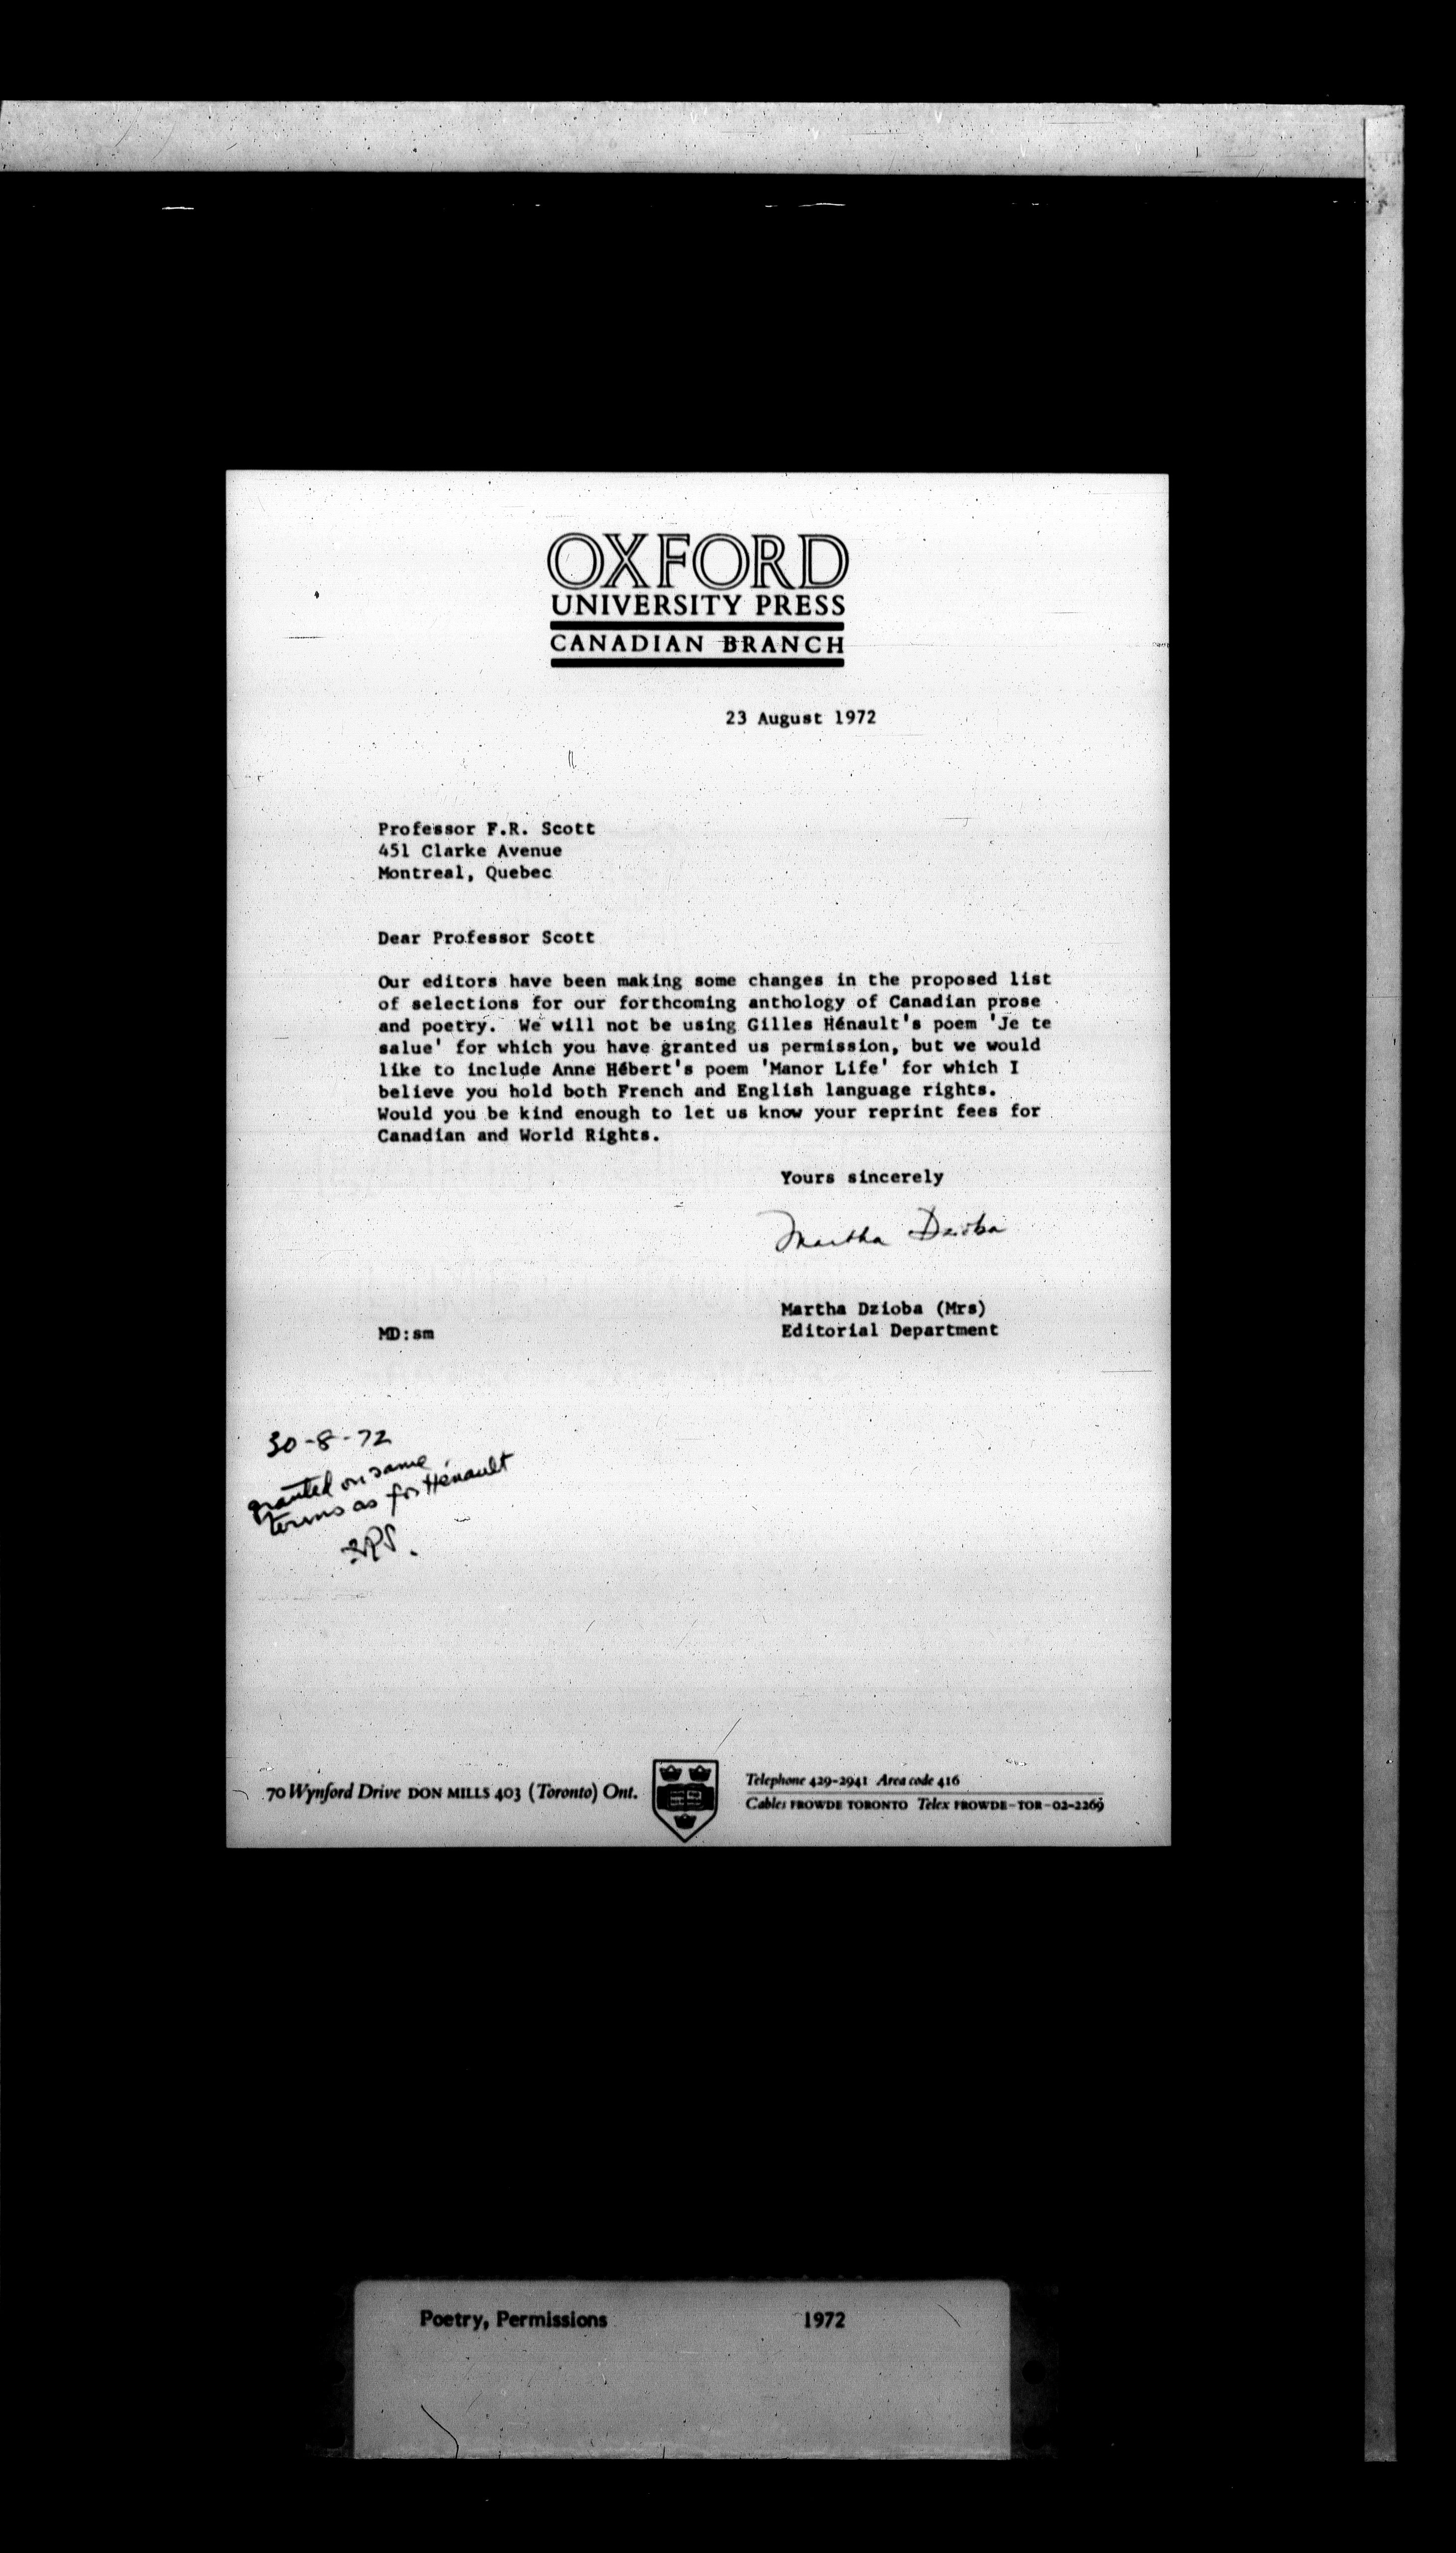 OXFORD
UNIVERSITY PRESS
CANADIAN BRANCH
23 August 1972
Professor F.R. Scott
451 Clarke Avenue
Montreal, Quebec
Dear Professor Scott
Our editors have been making some changes in the proposed list
of selections for our forthcoming anthology of Canadian prose
and poetry. We will not be using Gilles Hénault's poem 'Je te
salue' for which you have granted us permission, but we would
like to include Anne Hébert's poem 'Manor Life' for which I
believe you hold both French and English language rights.
Would you be kind enough to let us know your reprint fees for
Canadian and World Rights.
Yours sincerely
Martha Dzioba
Martha Dzioba (Mrs)
Editorial Department
MD:sm
30-8-72
granted on same
terms as for Hénault
FRS.
70 Wynford Drive DON MILLS 403 (Toronto) Ont.
Telephone 429-2941 Area code 416
Cables FROWDE TORONTO Telex FROWDE-TOR-02-2269
Poetry, Permissions 1972